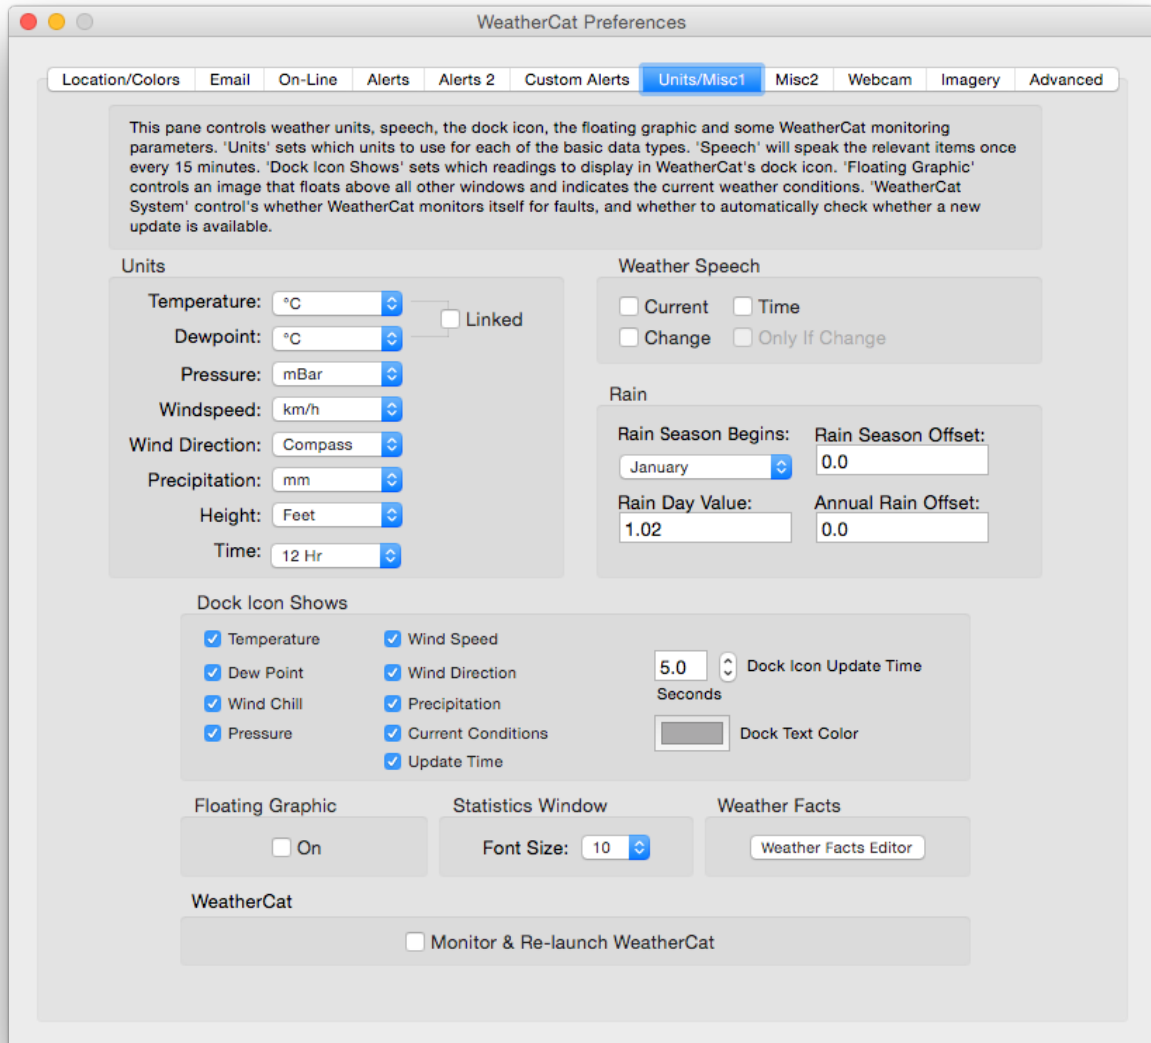 WeatherCat Preferences
Location/Colors Email On-Line Alerts Alerts 2 Custom Alerts Units/Misc1 Misc2 Webcam Imagery Advanced
This pane controls weather units, speech, the dock icon, the floating graphic and some WeatherCat monitoring
parameters. 'Units' sets which units to use for each of the basic data types. 'Speech' will speak the relevant items once
every 15 minutes. 'Dock Icon Shows' sets which readings to display in WeatherCat's dock icon. 'Floating Graphic'
controls an image that floats above all other windows and indicates the current weather conditions. 'WeatherCat
System' control's whether WeatherCat monitors itself for faults, and whether to automatically check whether a new
update is available.
Units
Temperature: °C
Linked
Dewpoint: °C
Pressure: mBar
Windspeed: km/h
Wind Direction: Compass
Precipitation: mm
Height: Feet
Time: 12 Hr
Weather Speech
Current Time
Change Only If Change
Rain
Rain Season Begins: Rain Season Offset:
January 0.0
Rain Day Value: Annual Rain Offset:
1.02 0.0
Dock Icon Shows
Temperature Wind Speed
Dew Point Wind Direction
Wind Chill Precipitation
Pressure Current Conditions
Update Time
5.0 Dock Icon Update Time
Seconds
Dock Text Color
Floating Graphic
On
Statistics Window
Font Size: 10
Weather Facts
Weather Facts Editor
WeatherCat
Monitor & Re-launch WeatherCat